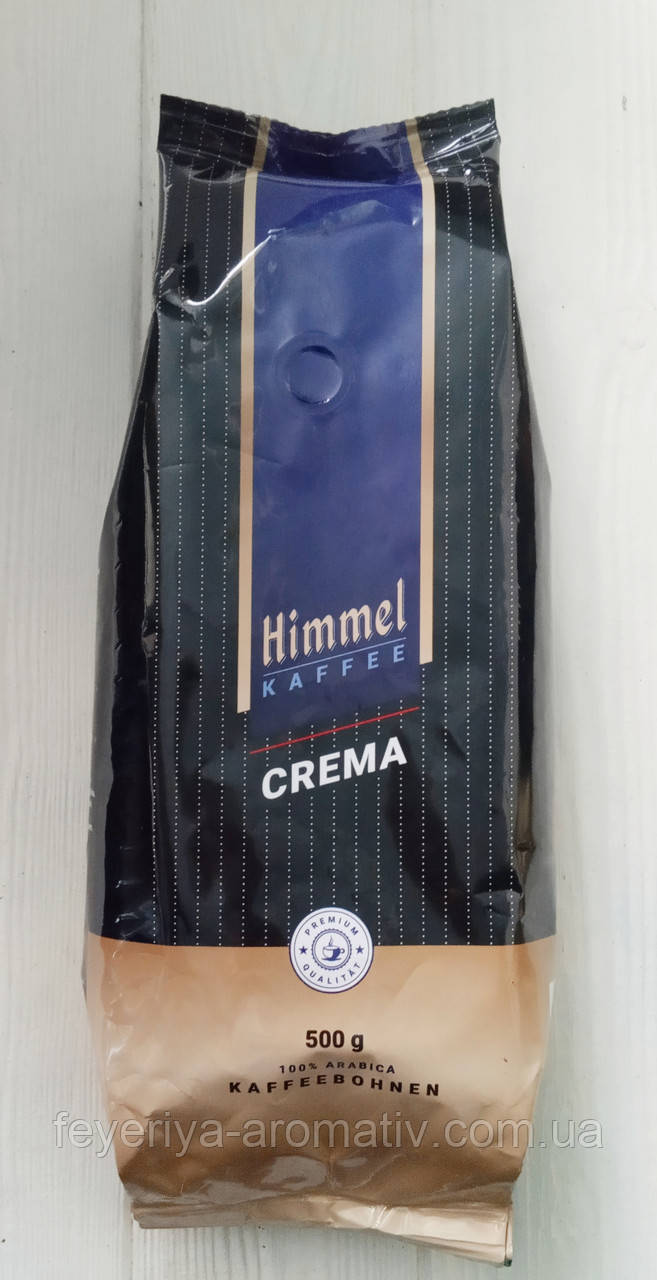 Himmel
KAFFEE
CREMA
PREMIUM
QUALITÄT
500 g
100% ARABICA
KAFFEEBOHNEN
feyeriya-aromativ.com.ua